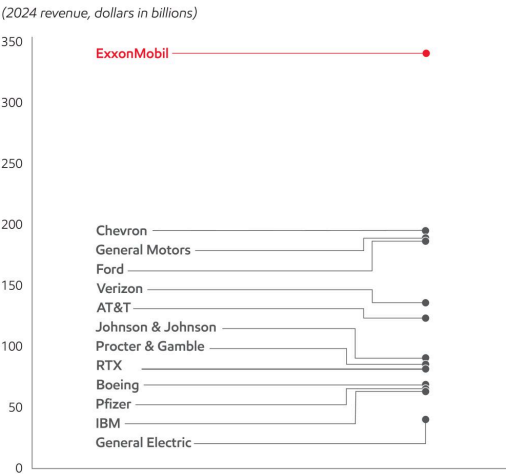 (2024 revenue, dollars in billions)
350
ExxonMobil
300
250
200
Chevron
General Motors
Ford
150
Verizon
AT&T
Johnson & Johnson
100
Procter & Gamble
RTX
Boeing
50
Pfizer
IBM
General Electric
0